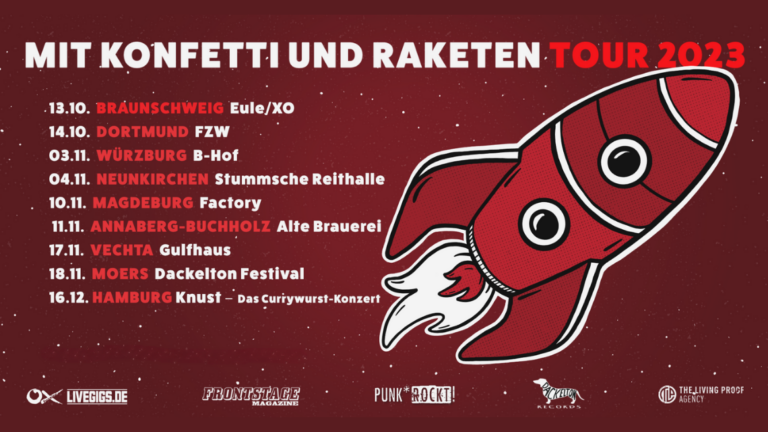 MIT KONFETTI UND RAKETEN TOUR 2023
13.10. BRAUNSCHWEIG Eule/XO
14.10. DORTMUND FZW
03.11. WÜRZBURG B-Hof
04.11. NEUNKIRCHEN Stummsche Reithalle
10.11. MAGDEBURG Factory
11.11. ANNABERG-BUCHHOLZ Alte Brauerei
17.11. VECHTA Gulfhaus
18.11. MOERS Dackelton Festival
16.12. HAMBURG Knust – Das Currywurst-Konzert
LIVEGIGS.DE
FRONTSTAGE
MAGAZINE
PUNK*ROCKT!
DACKELTON
RECORDS
THE LIVING PROOF
AGENCY